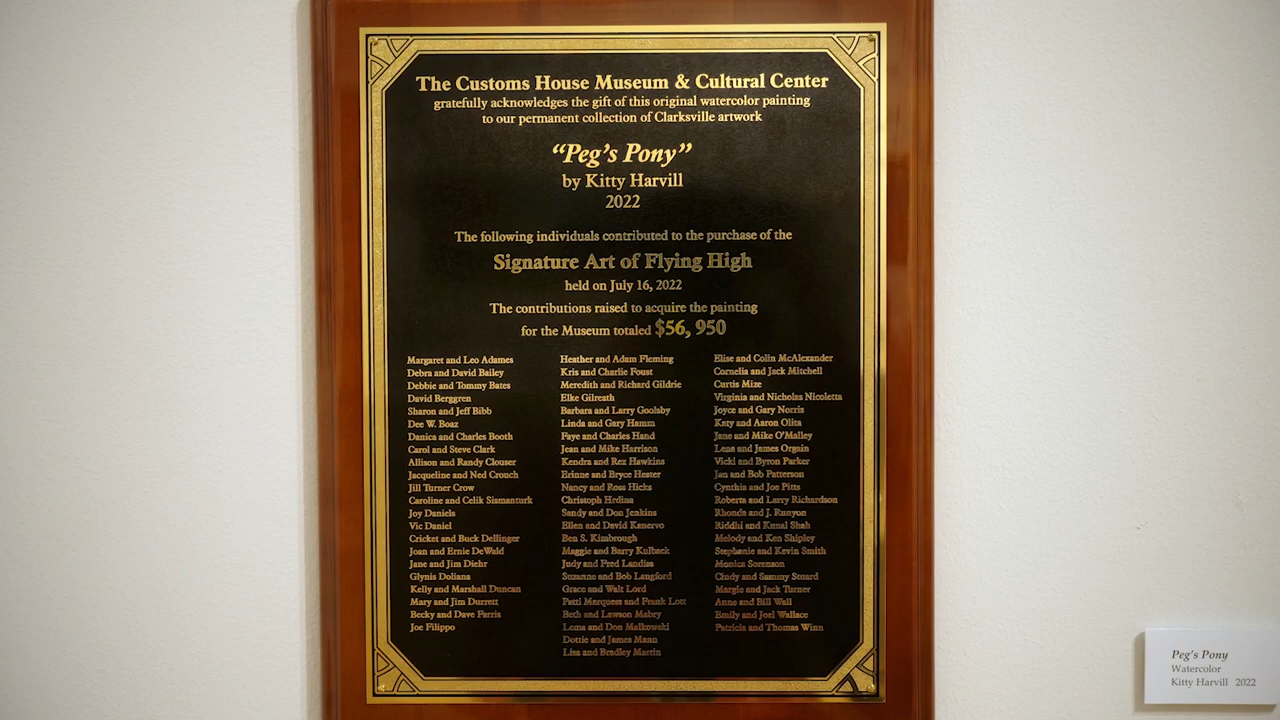 The Customs House Museum & Cultural Center
gratefully acknowledges the gift of this original watercolor painting
to our permanent collection of Clarksville artwork
“Peg’s Pony”
by Kitty Harvill
2022
The following individuals contributed to the purchase of the
Signature Art of Flying High
held on July 16, 2022
The contributions raised to acquire the painting
for the Museum totaled $56, 950
Margaret and Leo Adames
Debra and David Bailey
Debbie and Tommy Bates
David Berggren
Sharon and Jeff Bibb
Dee W. Boaz
Danica and Charles Booth
Carol and Steve Clark
Allison and Randy Clouser
Jacqueline and Ned Crouch
Jill Turner Crow
Caroline and Celik Sismanturk
Joy Daniels
Vic Daniel
Cricket and Buck Dellinger
Joan and Ernie DeWald
Jane and Jim Diehr
Glynis Doliana
Kelly and Marshall Duncan
Mary and Jim Durrett
Becky and Dave Farris
Joe Filippo
Heather and Adam Fleming
Kris and Charlie Foust
Meredith and Richard Gildrie
Elke Gilreath
Barbara and Larry Goolsby
Linda and Gary Hamm
Faye and Charles Hand
Jean and Mike Harrison
Kendra and Rex Hawkins
Erinne and Bryce Hester
Nancy and Ross Hicks
Christoph Hrdina
Sandy and Don Jenkins
Ellen and David Kanervo
Ben S. Kimbrough
Maggie and Barry Kulback
Judy and Fred Landiss
Suzanne and Bob Langford
Grace and Walt Lord
Patti Marquess and Frank Lott
Beth and Lawson Mabry
Lema and Don Malkowski
Dottie and James Mann
Lisa and Bradley Martin
Elise and Colin McAlexander
Cornelia and Jack Mitchell
Curtis Mize
Virginia and Nicholas Nicoletta
Joyce and Gary Norris
Katy and Aaron Olita
Jane and Mike O’Malley
Lena and James Orgain
Vicki and Byron Parker
Jan and Bob Patterson
Cynthia and Joe Pitts
Roberta and Larry Richardson
Rhonda and J. Runyon
Riddhi and Kunal Shah
Melody and Ken Shipley
Stephanie and Kevin Smith
Monica Sorenson
Cindy and Sammy Stuard
Margie and Jack Turner
Anne and Bill Wall
Emily and Joel Wallace
Patricia and Thomas Winn
Peg’s Pony
Watercolor
Kitty Harvill 2022